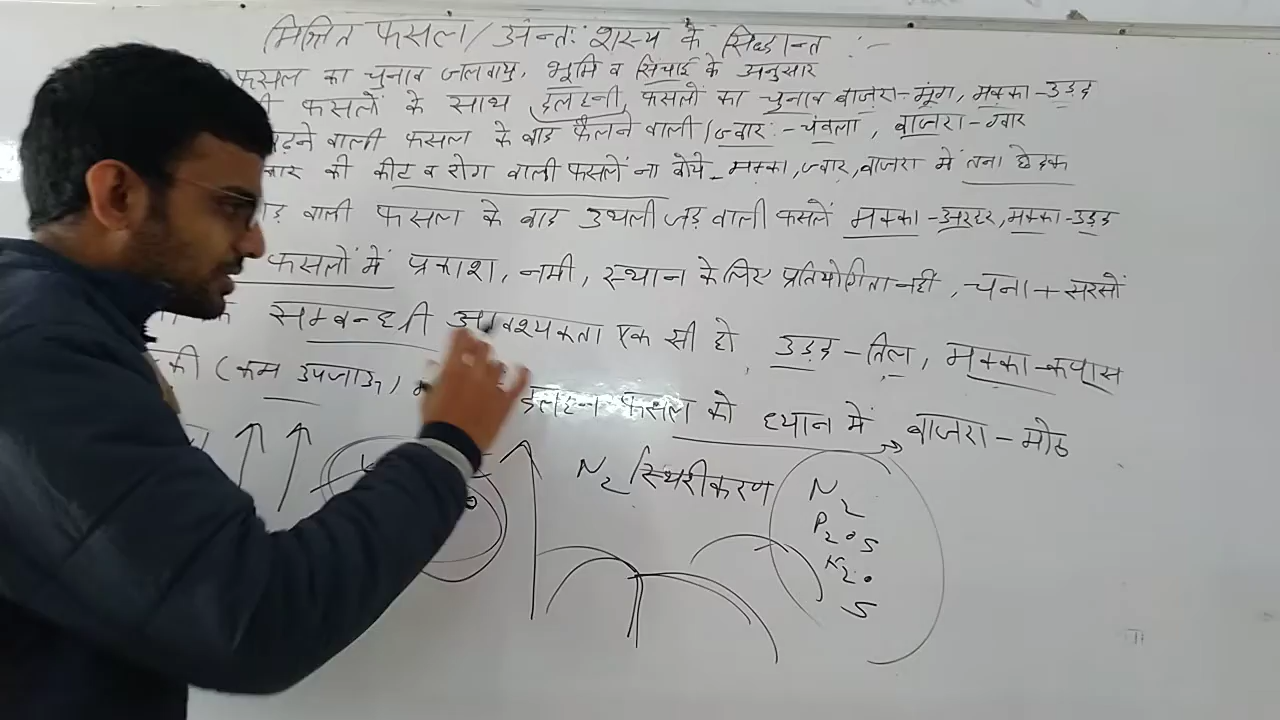 मिश्रित फसल / अन्तः शस्य के सिद्धान्त :-
फसल का चुनाव जलवायु, भूमि व सिंचाई के अनुसार
फसलों के साथ दलहनी फसलों का चुनाव बाजरा-मूंग, मक्का-उड़द
बढ़ने वाली फसल के बाद फैलने वाली / ज्वार :- चंवला, बाजरा-ग्वार
की कीट व रोग वाली फसलें ना बोये - मक्का, ज्वार, बाजरा में तना छेदक
वाली फसल के बाद उथली जड़ वाली फसलें मक्का-अरहर, मक्का-उड़द
फसलों में प्रकाश, नमी, स्थान के लिए प्रतियोगिता नहीं, चना + सरसों
सम्बन्धी आवश्यकता एक सी हो उड़द-तिल, मक्का-कपास
की (कम उपजाऊ) दलहन फसल को ध्यान में बाजरा-मोठ
N2 स्थिरीकरण
N2
P2O5
K2O
S